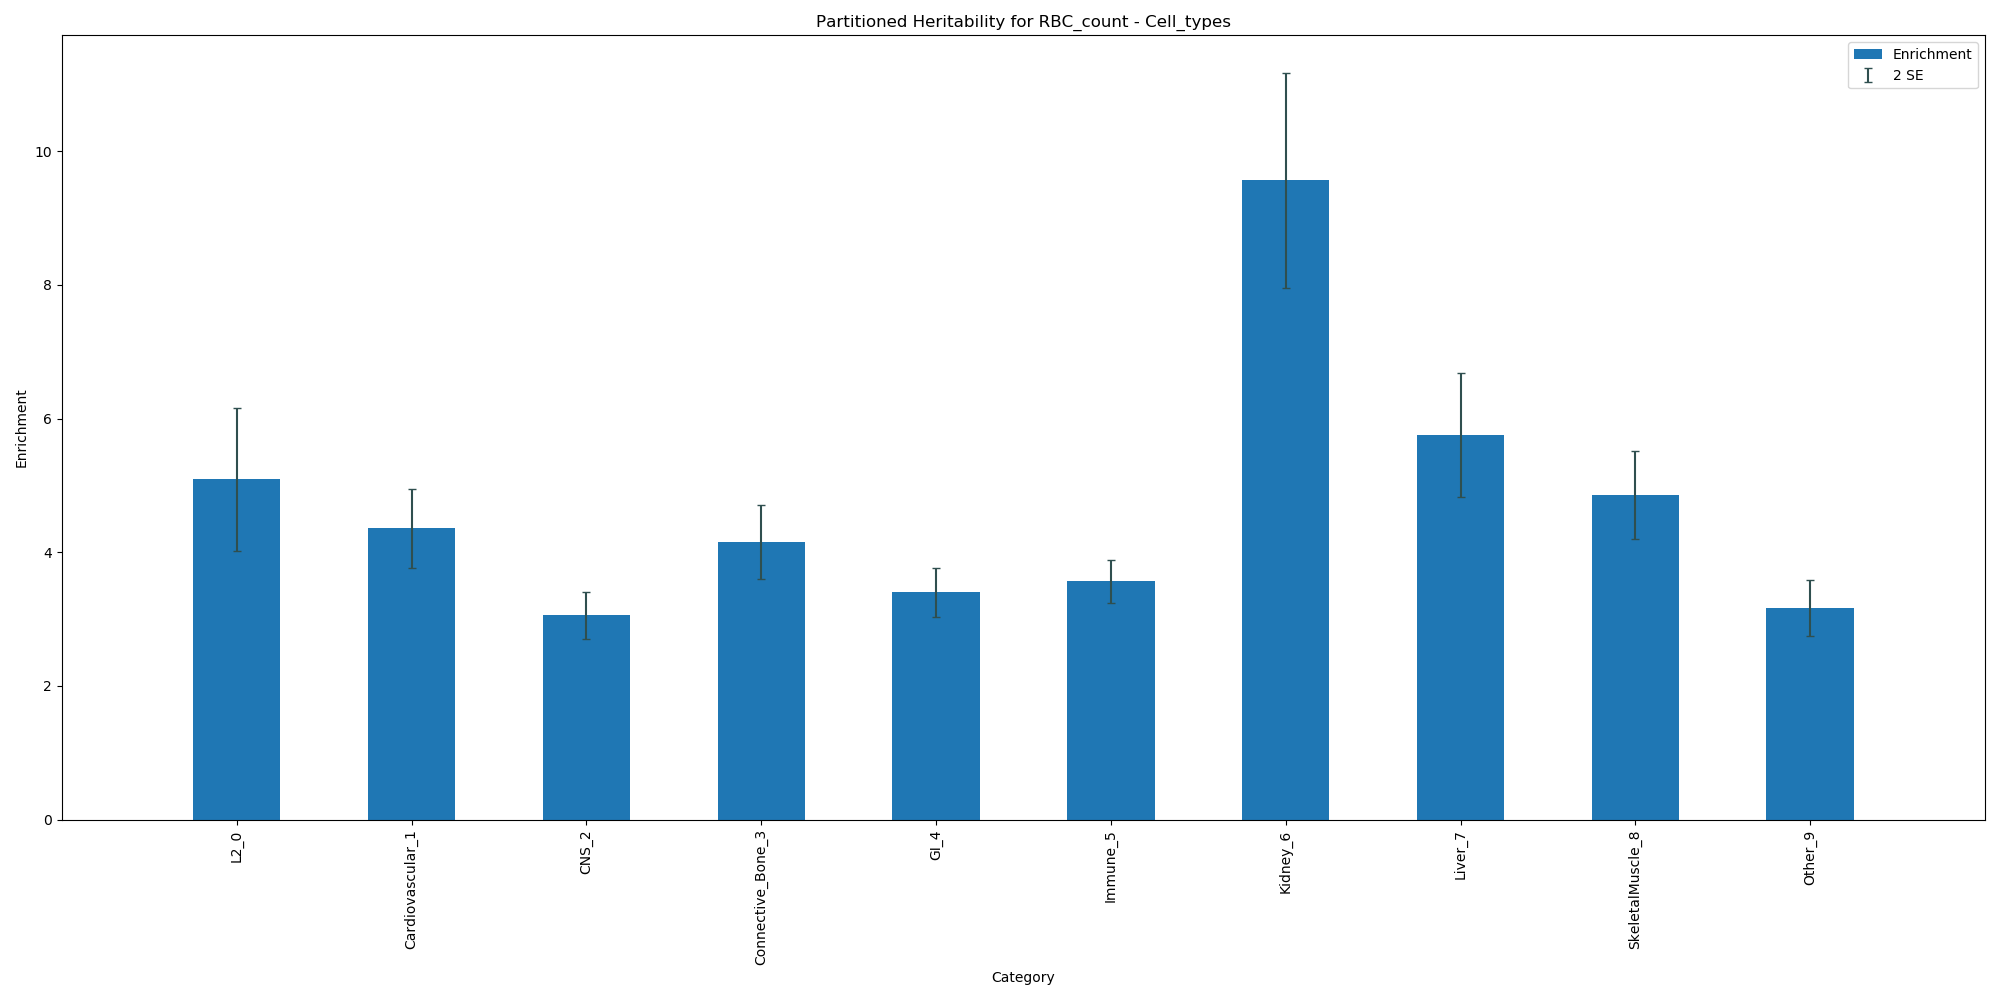 Partitioned Heritability for RBC_count - Cell_types
Enrichment
2 SE
Enrichment
10
8
6
4
2
0
L2_0
Cardiovascular_1
CNS_2
Connective_Bone_3
GI_4
Immune_5
Kidney_6
Liver_7
SkeletalMuscle_8
Other_9
Category